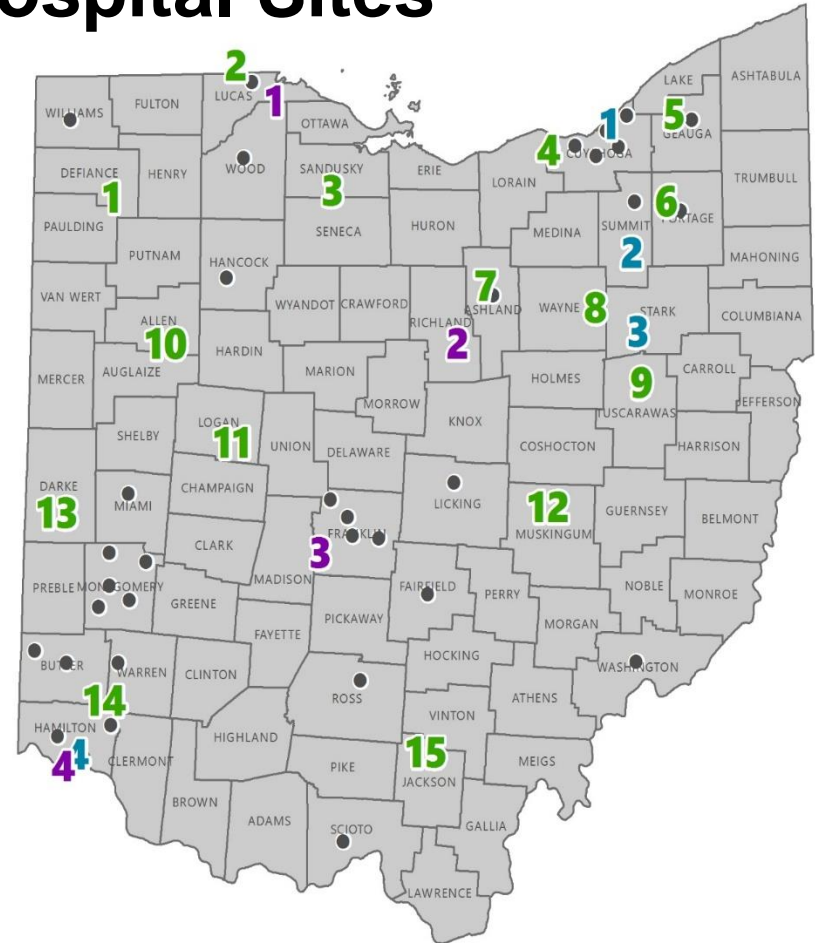 ospital Sites
2
LAKE
ASHTABULA
WILLIAMS
FULTON
LUCAS
1
OTTAWA
1
5
GEAUGA
4
CUYAHOGA
DEFIANCE
HENRY
WOOD
SANDUSKY
ERIE
LORAIN
TRUMBULL
1
3
6
PORTAGE
PAULDING
SENECA
HURON
MEDINA
SUMMIT
2
PUTNAM
HANCOCK
MAHONING
VAN WERT
WYANDOT
CRAWFORD
7
ASHLAND
WAYNE
8
STARK
COLUMBIANA
ALLEN
RICHLAND
3
10
HARDIN
2
MERCER
AUGLAIZE
MARION
HOLMES
9
CARROLL
MORROW
TUSCARAWAS
JEFFERSON
LOGAN
KNOX
SHELBY
11
UNION
DELAWARE
COSHOCTON
HARRISON
DARKE
CHAMPAIGN
LICKING
12
GUERNSEY
13
MIAMI
FRANKLIN
MUSKINGUM
BELMONT
CLARK
3
PREBLE
MONTGOMERY
MADISON
FAIRFIELD
PERRY
NOBLE
MONROE
GREENE
PICKAWAY
MORGAN
FAYETTE
HOCKING
BUTLER
WARREN
CLINTON
WASHINGTON
14
ROSS
ATHENS
HAMILTON
HIGHLAND
VINTON
4
4
CLERMONT
15
MEIGS
PIKE
JACKSON
BROWN
ADAMS
SCIOTO
GALLIA
LAWRENCE